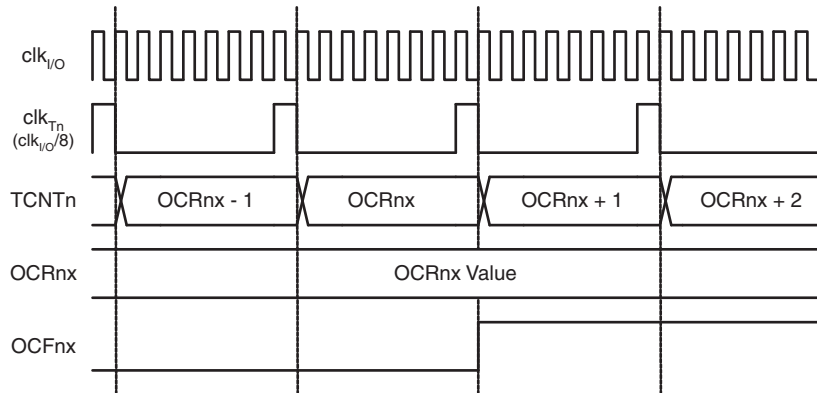 clkI/O
clkTn
(clkI/O/8)
TCNTn
OCRnx - 1
OCRnx
OCRnx + 1
OCRnx + 2
OCRnx
OCRnx Value
OCFnx